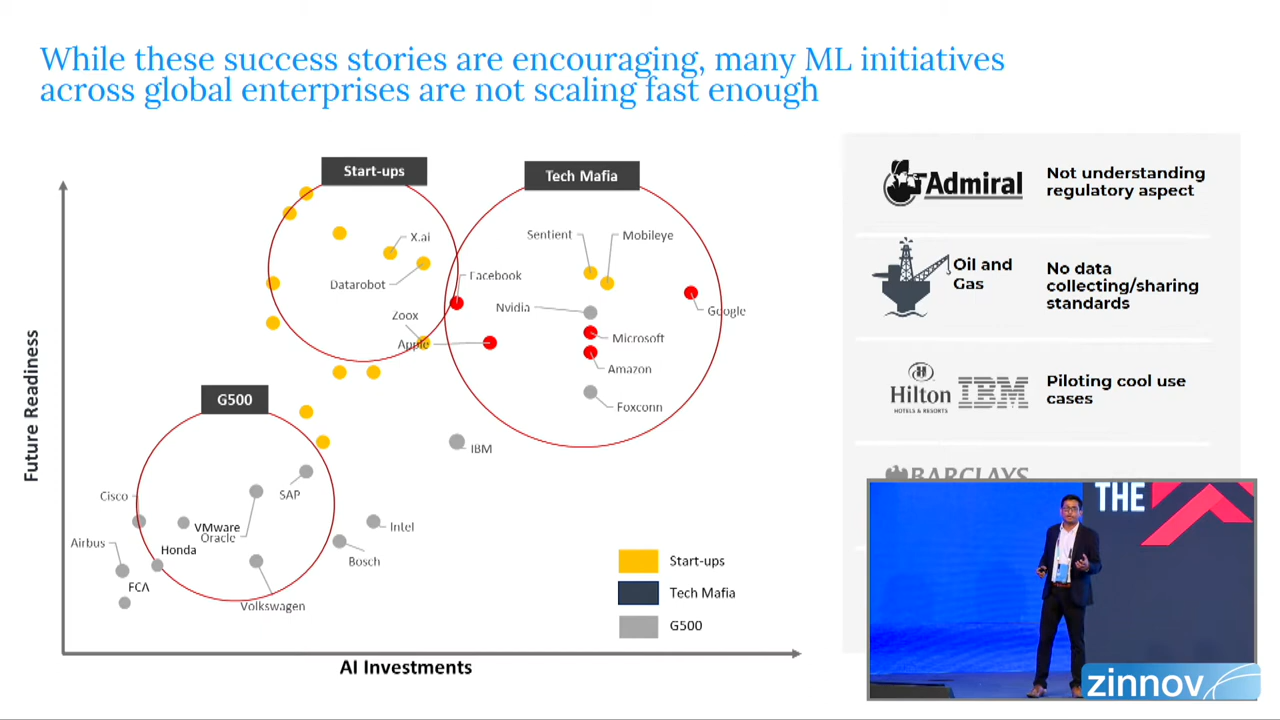 While these success stories are encouraging, many ML initiatives
across global enterprises are not scaling fast enough
Start-ups
Tech Mafia
X.ai
Datarobot
Sentient
Mobileye
Facebook
Nvidia
Google
Zoox
Apple
Microsoft
Amazon
Foxconn
G500
IBM
SAP
Cisco
VMware
Oracle
Intel
Airbus
Honda
Bosch
FCA
Volkswagen
Future Readiness
AI Investments
Start-ups
Tech Mafia
G500
Admiral
Not understanding
regulatory aspect
Oil and
Gas
No data
collecting/sharing
standards
Hilton
HOTELS & RESORTS
IBM
Piloting cool use
cases
BARCLAYS
THE
zinnov